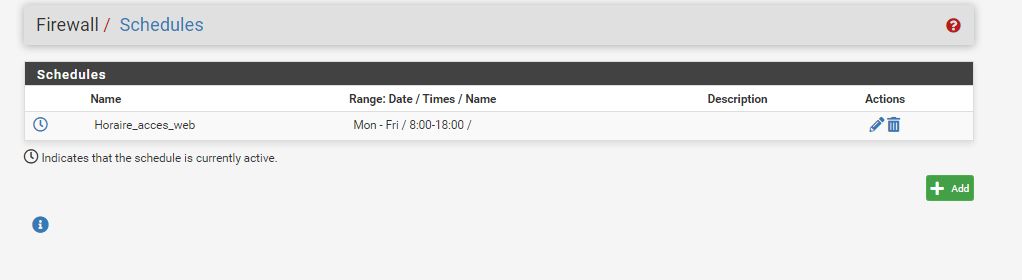 Firewall / Schedules
Schedules
Name Range: Date / Times / Name Description Actions
Horaire_acces_web Mon - Fri / 8:00-18:00 /
Indicates that the schedule is currently active.
Add